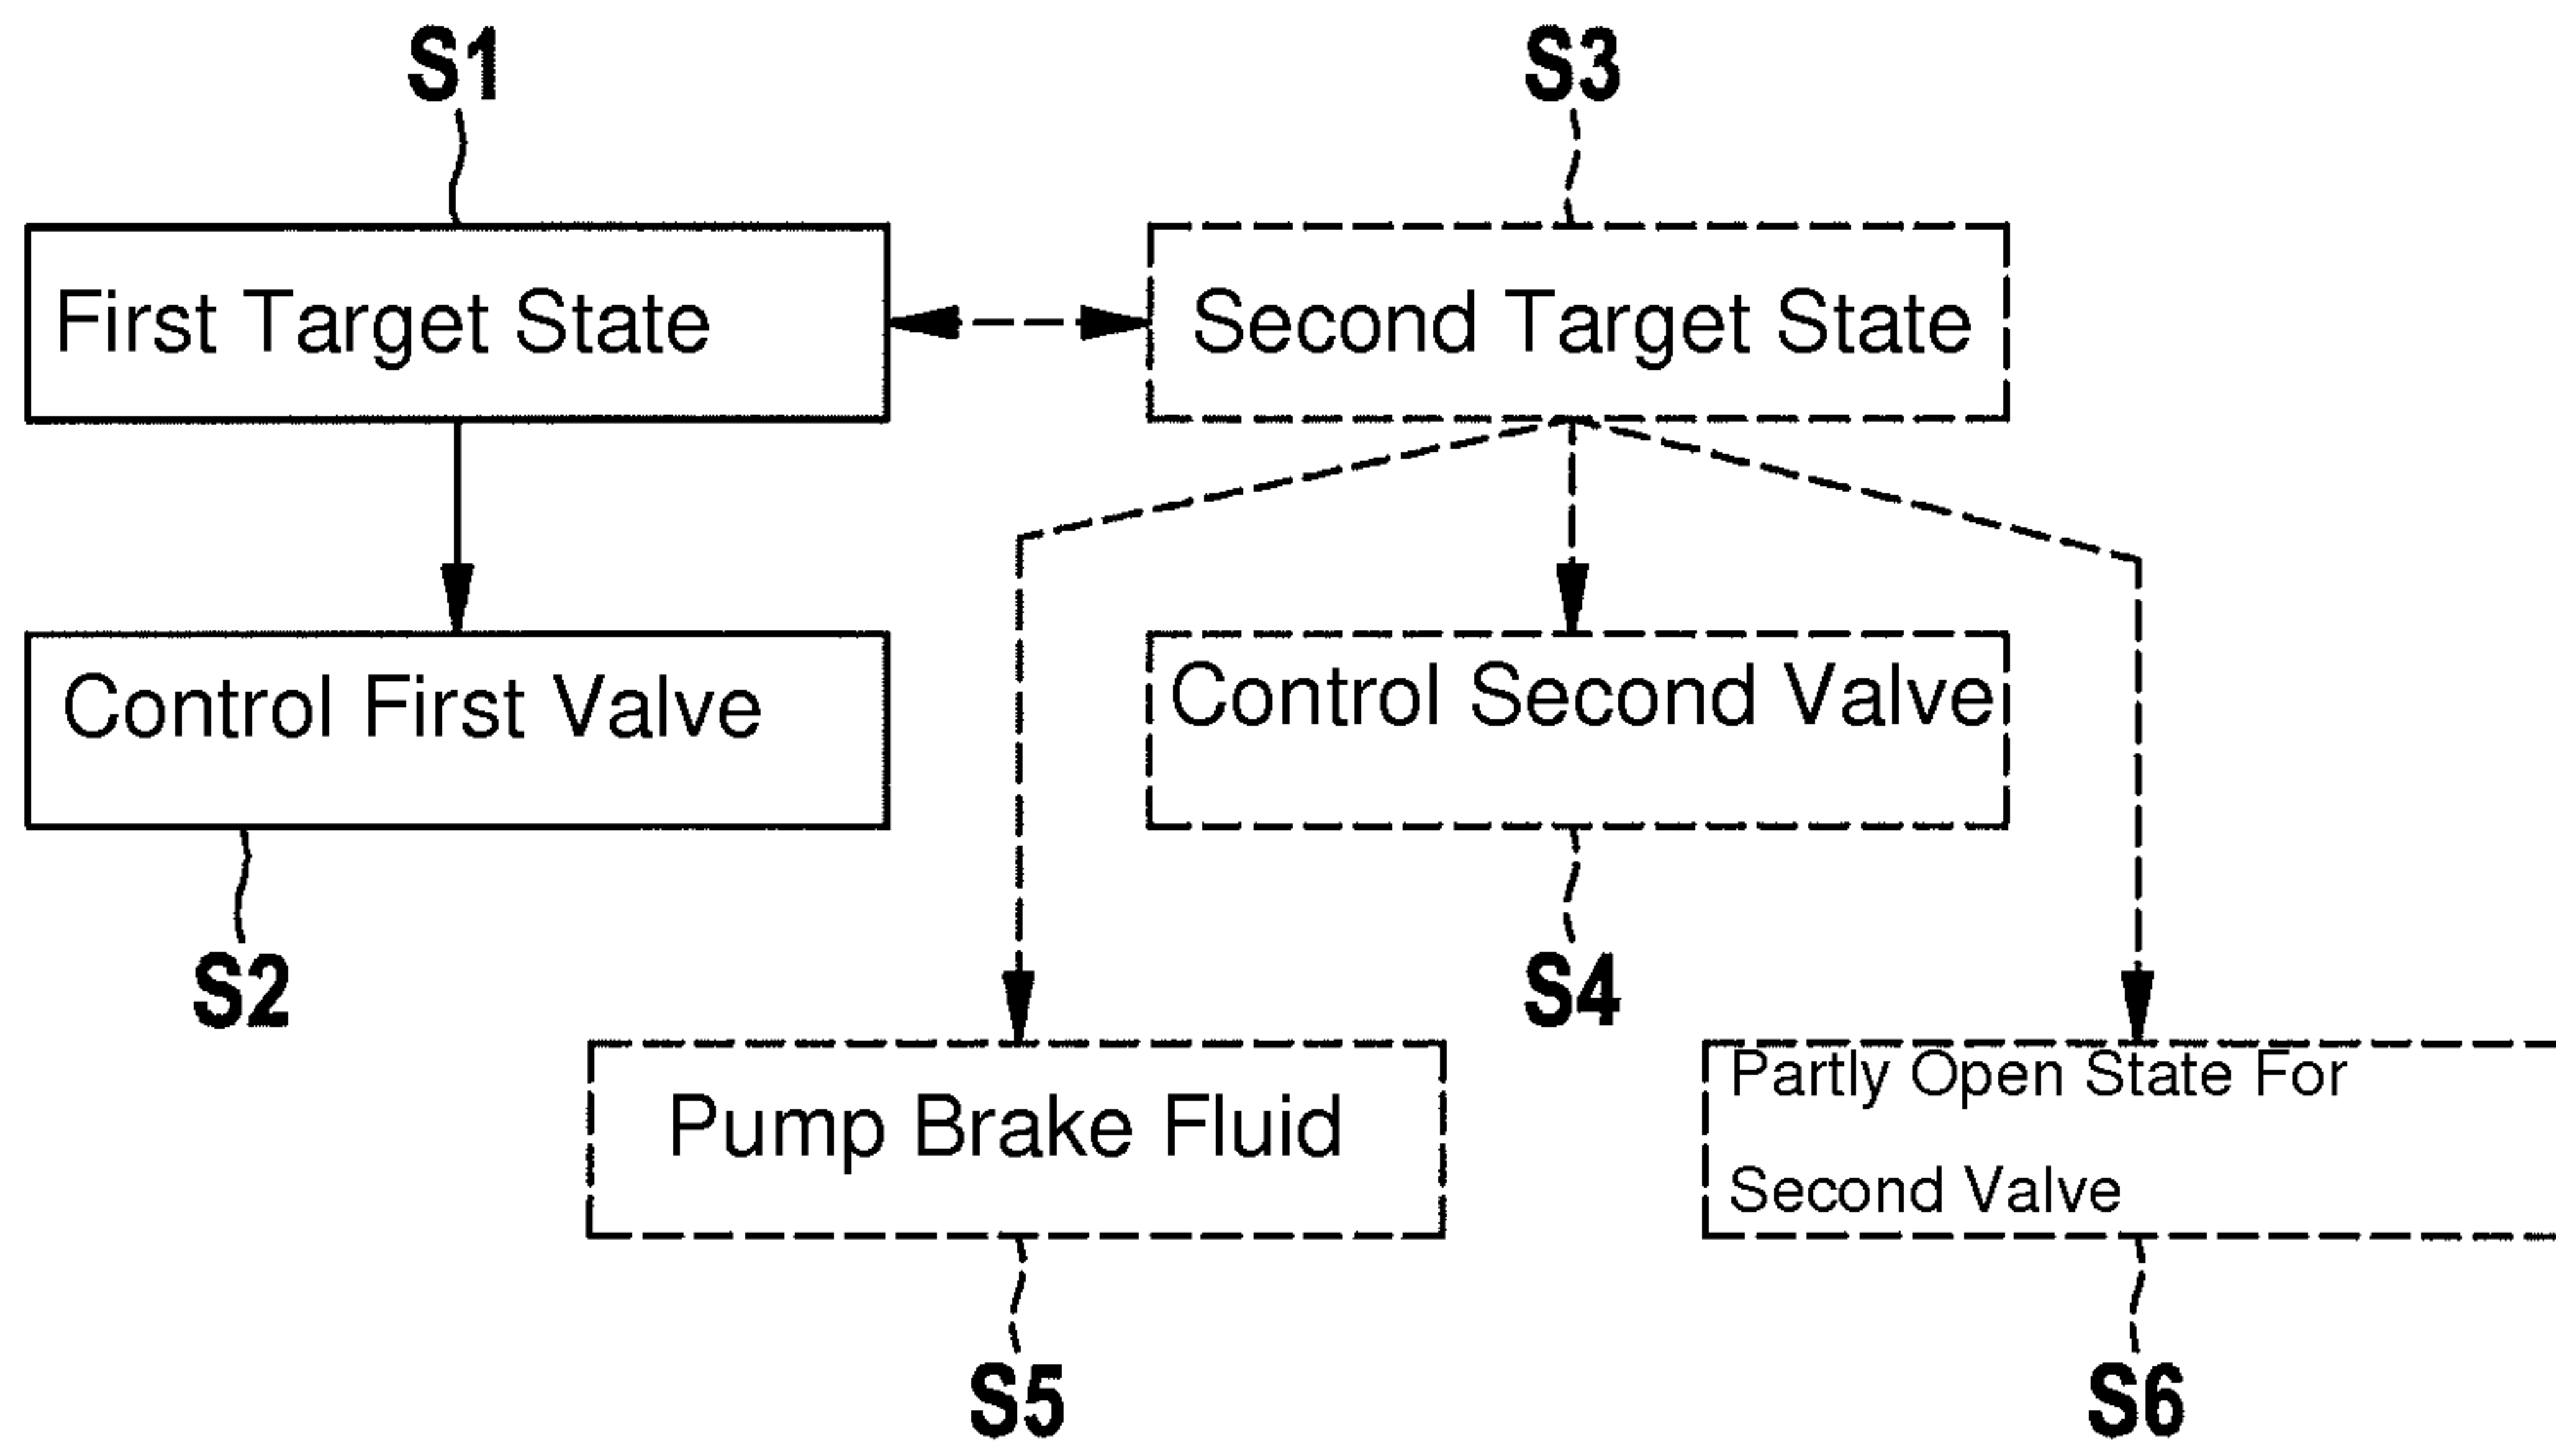 S1
S3
First Target State
Second Target State
Control First Valve
Control Second Valve
S2
S4
Pump Brake Fluid
Partly Open State For
Second Valve
S5
S6